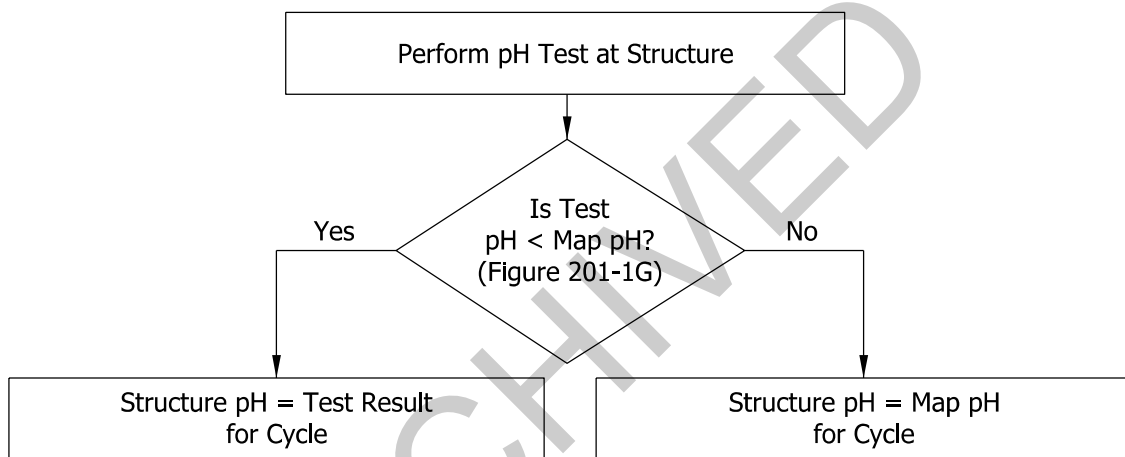 Perform pH Test at Structure
Is Test
pH < Map pH?
(Figure 201-1G)
Yes
No
Structure pH = Test Result
for Cycle
Structure pH = Map pH
for Cycle
CHIVED